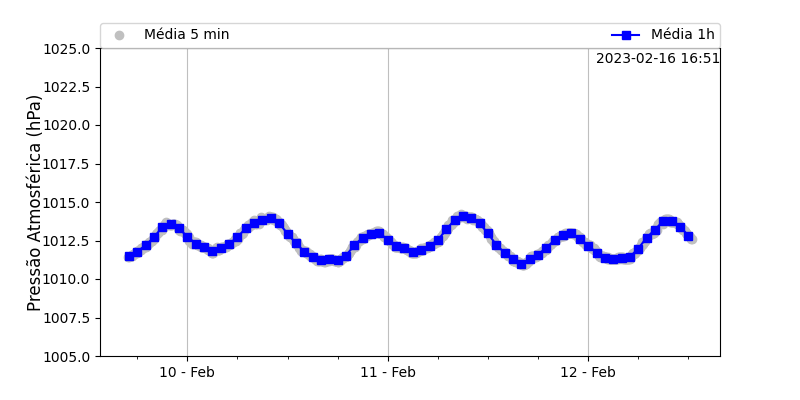 Média 5 min
Média 1h
2023-02-16 16:51
Pressão Atmosférica (hPa)
1025.0
1022.5
1020.0
1017.5
1015.0
1012.5
1010.0
1007.5
1005.0
10 - Feb
11 - Feb
12 - Feb